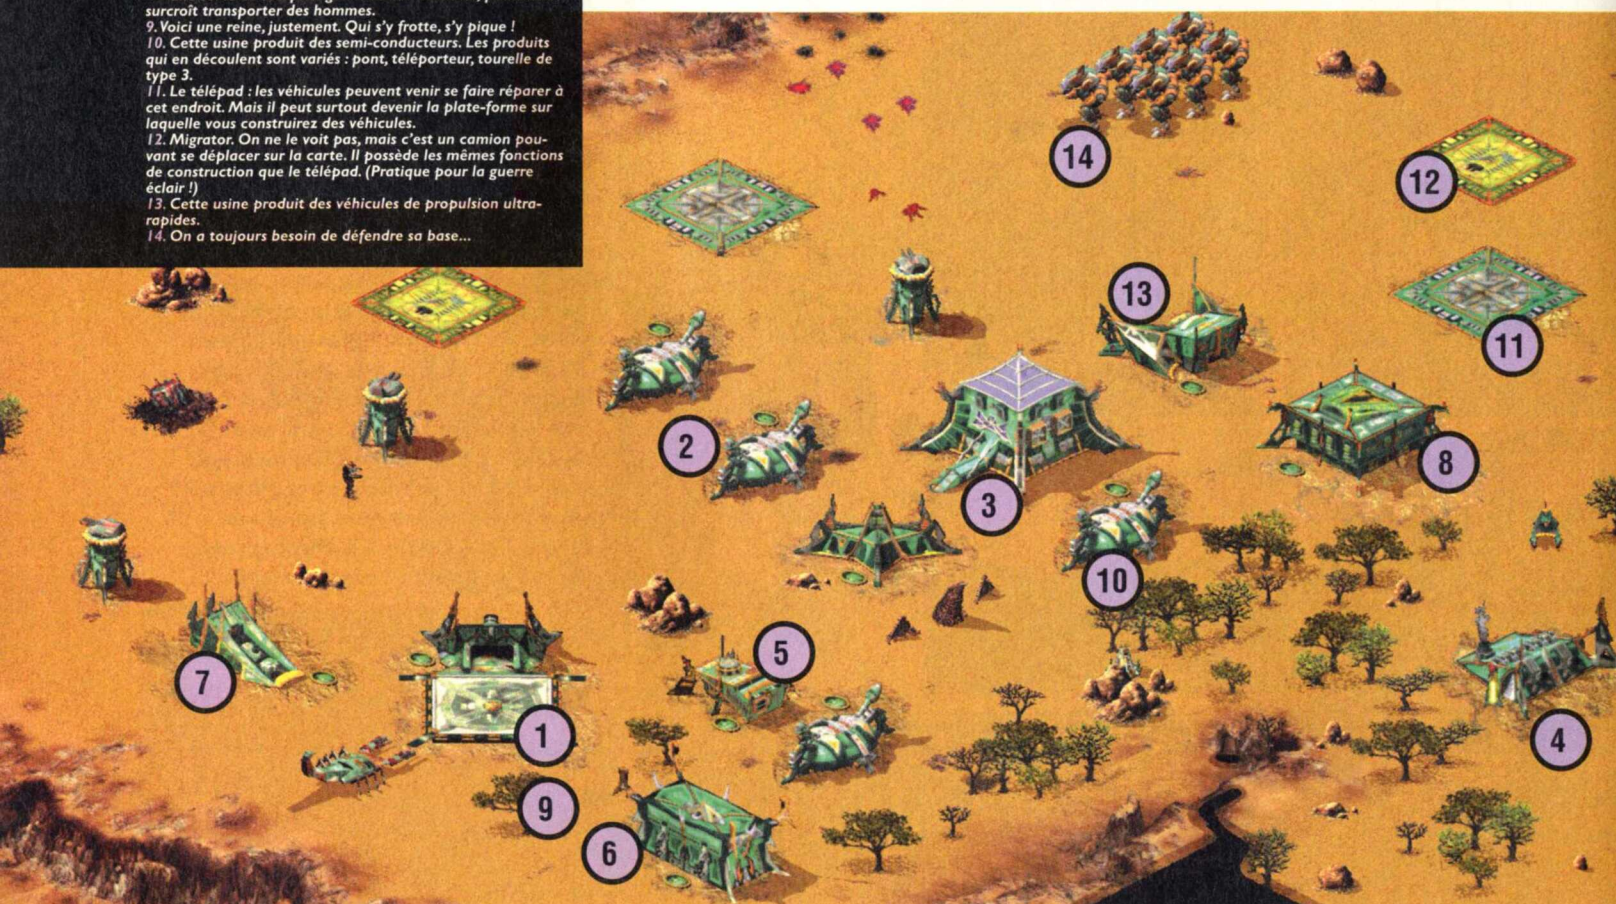 surcroît transporter des hommes.
9. Voici une reine, justement. Qui s'y frotte, s'y pique !
10. Cette usine produit des semi-conducteurs. Les produits
qui en découlent sont variés : pont, téléporteur, tourelle de
type 3.
11. Le télépad : les véhicules peuvent venir se faire réparer à
cet endroit. Mais il peut surtout devenir la plate-forme sur
laquelle vous construirez des véhicules.
12. Migrator. On ne le voit pas, mais c'est un camion pou-
vant se déplacer sur la carte. Il possède les mêmes fonctions
de construction que le télépad. (Pratique pour la guerre
éclair !)
13. Cette usine produit des véhicules de propulsion ultra-
rapides.
14. On a toujours besoin de défendre sa base...
14
12
13
11
2
8
3
10
5
7
1
4
9
6